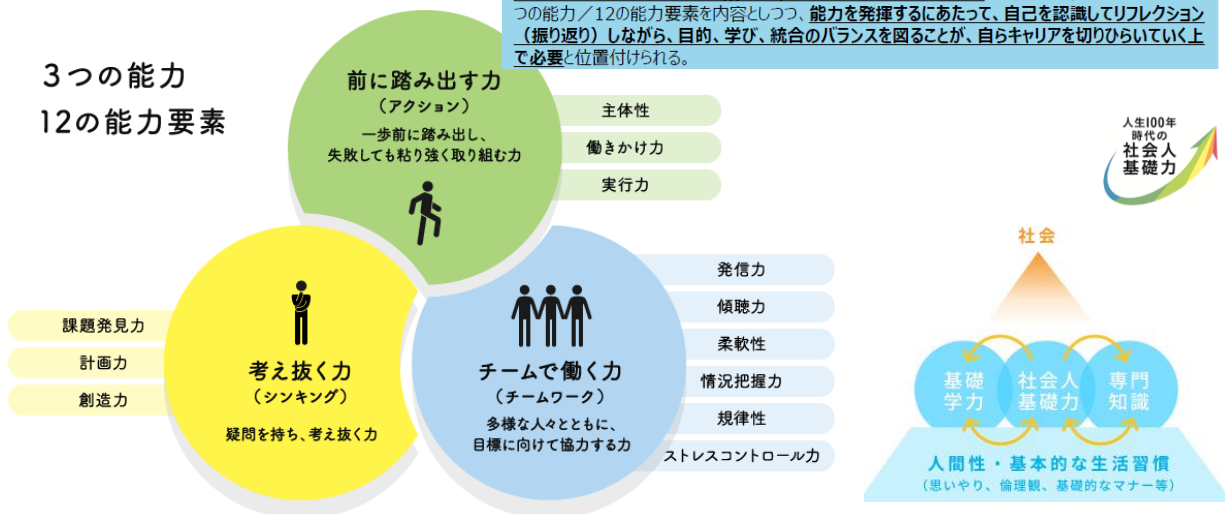 つの能力／12の能力要素を内容としつつ、能力を発揮するにあたって、自己を認識してリフレクション
（振り返り）しながら、目的、学び、統合のバランスを図ることが、自らキャリアを切りひらいていく上
で必要と位置付けられる。
3つの能力
12の能力要素
前に踏み出す力
（アクション）
一歩前に踏み出し、
失敗しても粘り強く取り組む力
主体性
働きかけ力
実行力
人生100年
時代の
社会人
基礎力
考え抜く力
（シンキング）
疑問を持ち、考え抜く力
課題発見力
計画力
創造力
チームで働く力
（チームワーク）
多様な人々とともに、
目標に向けて協力する力
発信力
傾聴力
柔軟性
情況把握力
規律性
ストレスコントロール力
社会
基礎
学力
社会人
基礎力
専門
知識
人間性・基本的な生活習慣
（思いやり、倫理観、基礎的なマナー等）